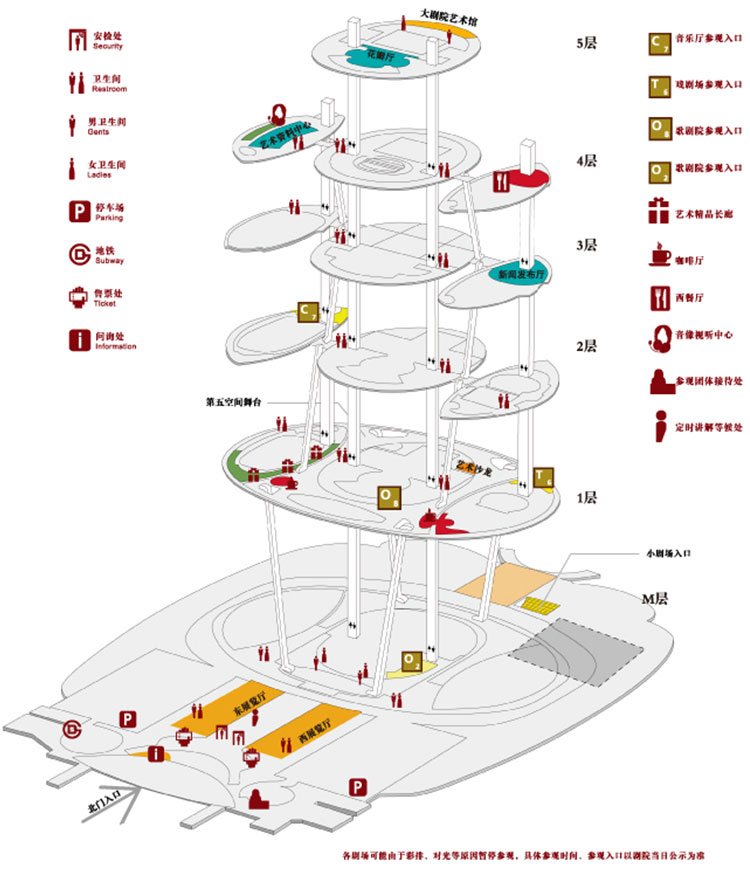 安检处
Security
卫生间
Restroom
男卫生间
Gents
女卫生间
Ladies
P
停车场
Parking
地铁
Subway
售票处
Ticket
i
问询处
Information
大剧院艺术馆
花瓣厅
5层
艺术资料中心
4层
3层
新闻发布厅
C7
2层
第五空间舞台
艺术沙龙
T6
O8
1层
小剧场入口
M层
O2
东展览厅
西展览厅
P
i
P
北门入口
C7
音乐厅参观入口
T6
戏剧场参观入口
O8
歌剧院参观入口
O2
歌剧院参观入口
艺术精品长廊
咖啡厅
西餐厅
音像视听中心
参观团体接待处
定时讲解等候处
各剧场可能由于彩排、对光等原因暂停参观，具体参观时间、参观入口以剧院当日公示为准